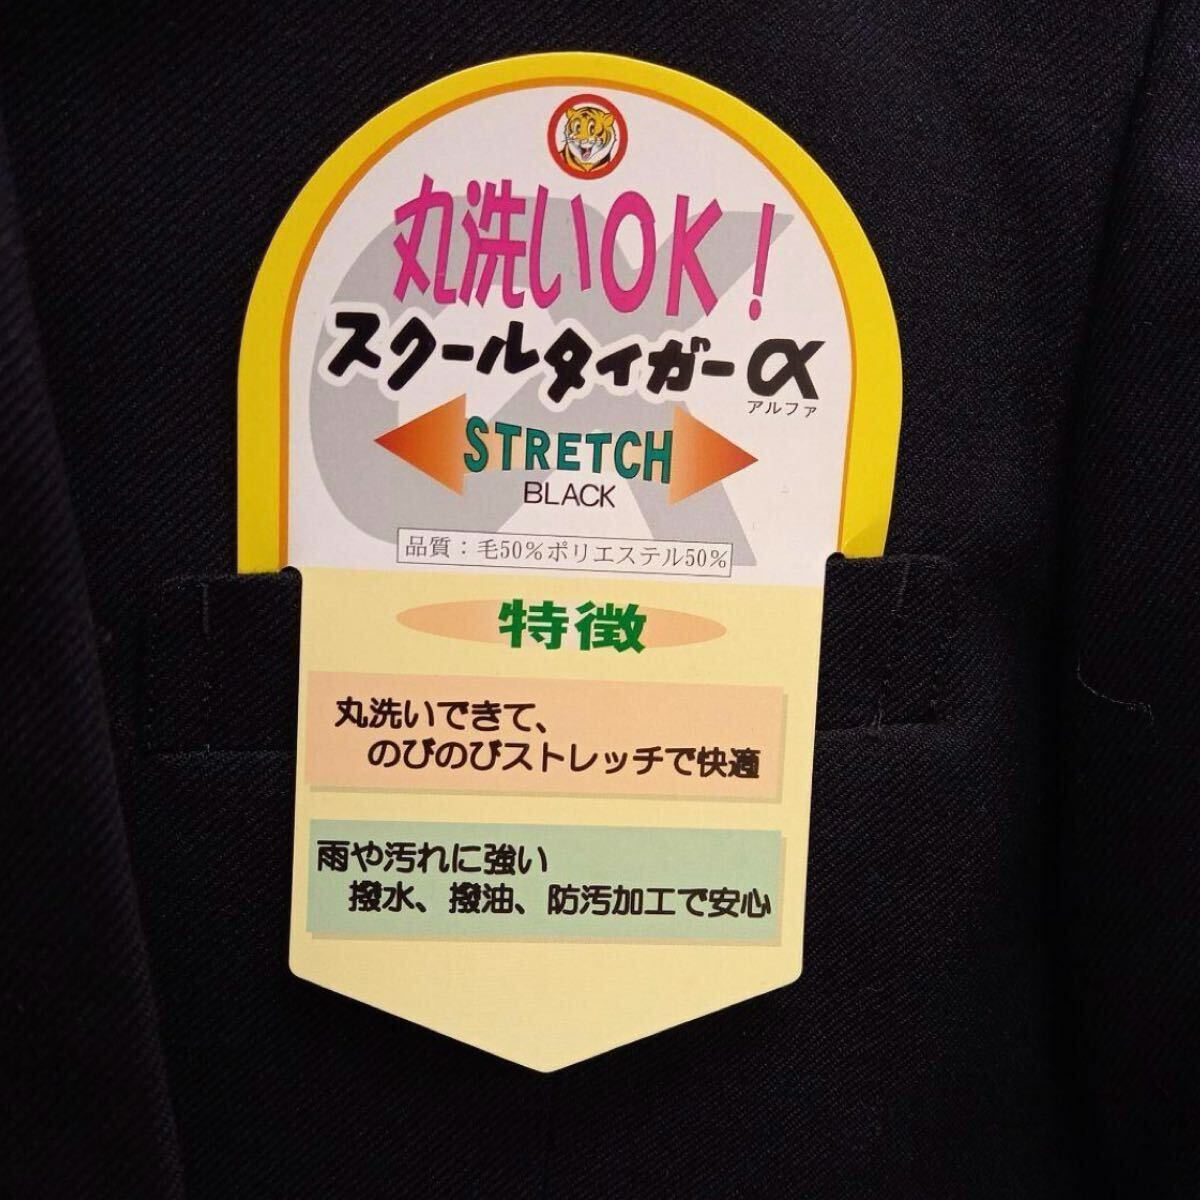 丸洗いOK!
スクールタイガーα
アルファ
STRETCH
BLACK
品質：毛50%ポリエステル50%
特徴
丸洗いできて、
のびのびストレッチで快適
雨や汚れに強い
撥水、撥油、防汚加工で安心